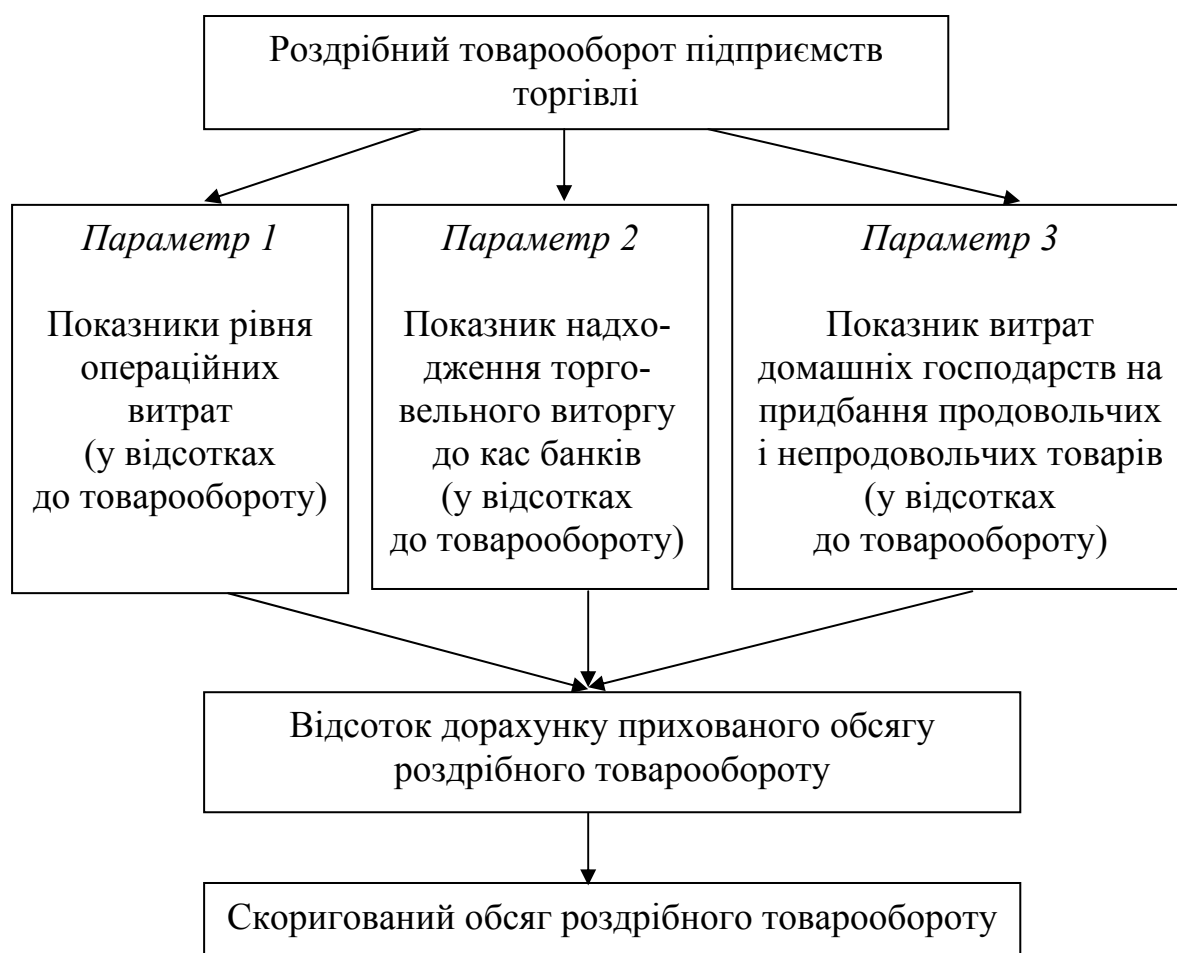 Роздрібний товарооборот підприємств
торгівлі
Параметр 1
Показники рівня
операційних
витрат
(у відсотках
до товарообороту)
Параметр 2
Показник надхо-
дження торго-
вельного виторгу
до кас банків
(у відсотках
до товарообороту)
Параметр 3
Показник витрат
домашніх господарств на
придбання продовольчих
і непродовольчих товарів
(у відсотках
до товарообороту)
Відсоток дорахунку прихованого обсягу
роздрібного товарообороту
Скоригований обсяг роздрібного товарообороту